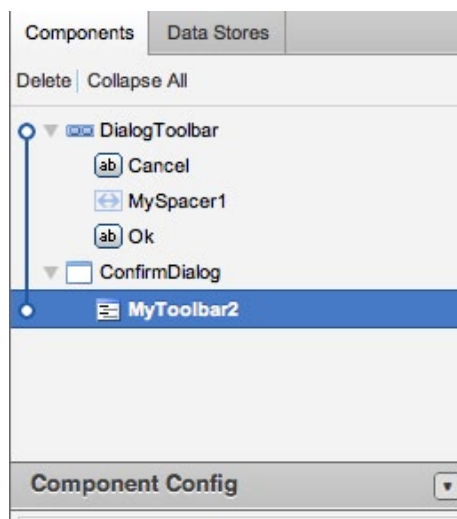 Components Data Stores
Delete Collapse All
DialogToolbar
ab Cancel
MySpacer1
ab Ok
ConfirmDialog
MyToolbar2
Component Config